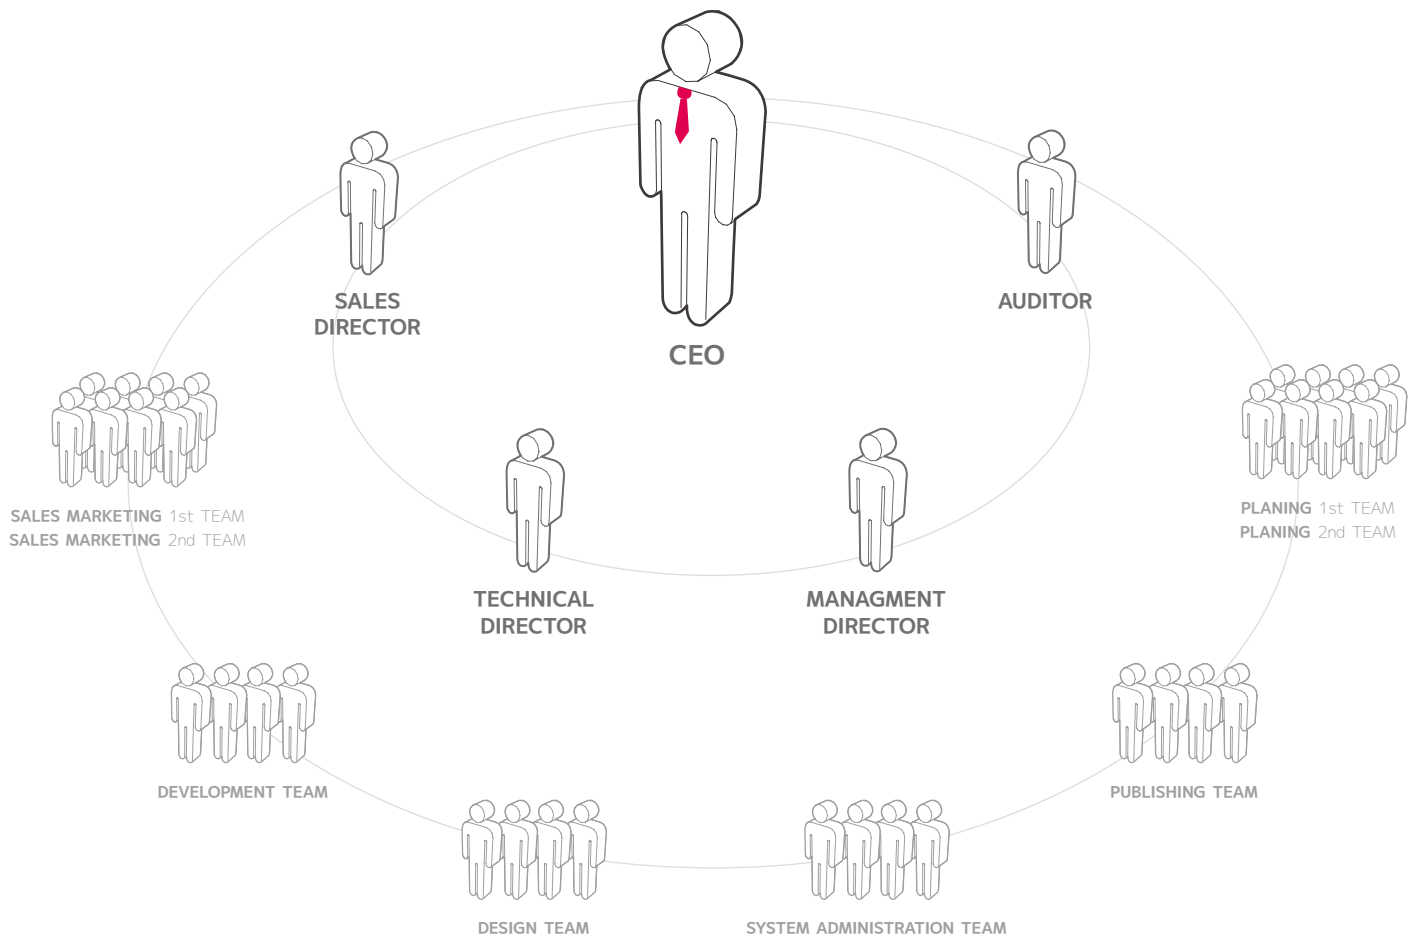 SALES
DIRECTOR
AUDITOR
CEO
SALES MARKETING 1st TEAM
SALES MARKETING 2nd TEAM
PLANING 1st TEAM
PLANING 2nd TEAM
TECHNICAL
DIRECTOR
MANAGMENT
DIRECTOR
DEVELOPMENT TEAM
PUBLISHING TEAM
DESIGN TEAM
SYSTEM ADMINISTRATION TEAM